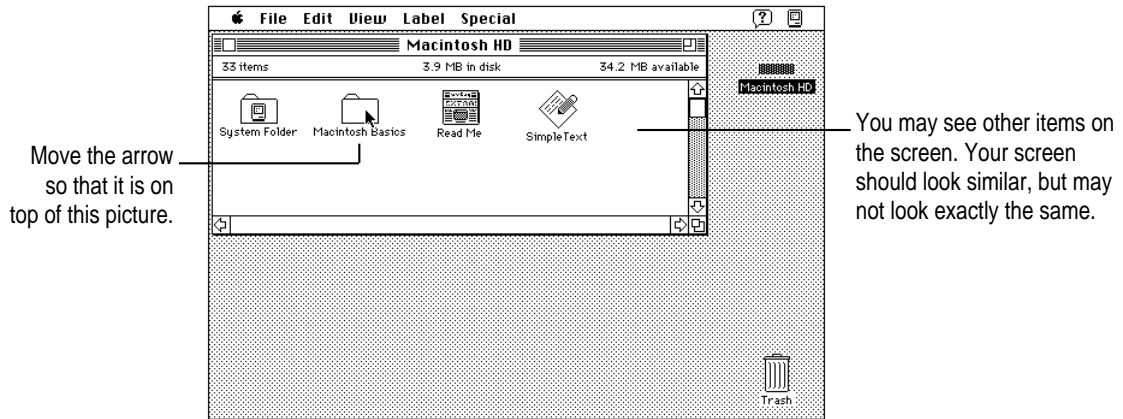 File Edit View Label Special
Macintosh HD
33 items 3.9 MB in disk 34.2 MB available
Macintosh HD
System Folder Macintosh Basics Read Me SimpleText
Move the arrow
so that it is on
top of this picture.
You may see other items on
the screen. Your screen
should look similar, but may
not look exactly the same.
Trash